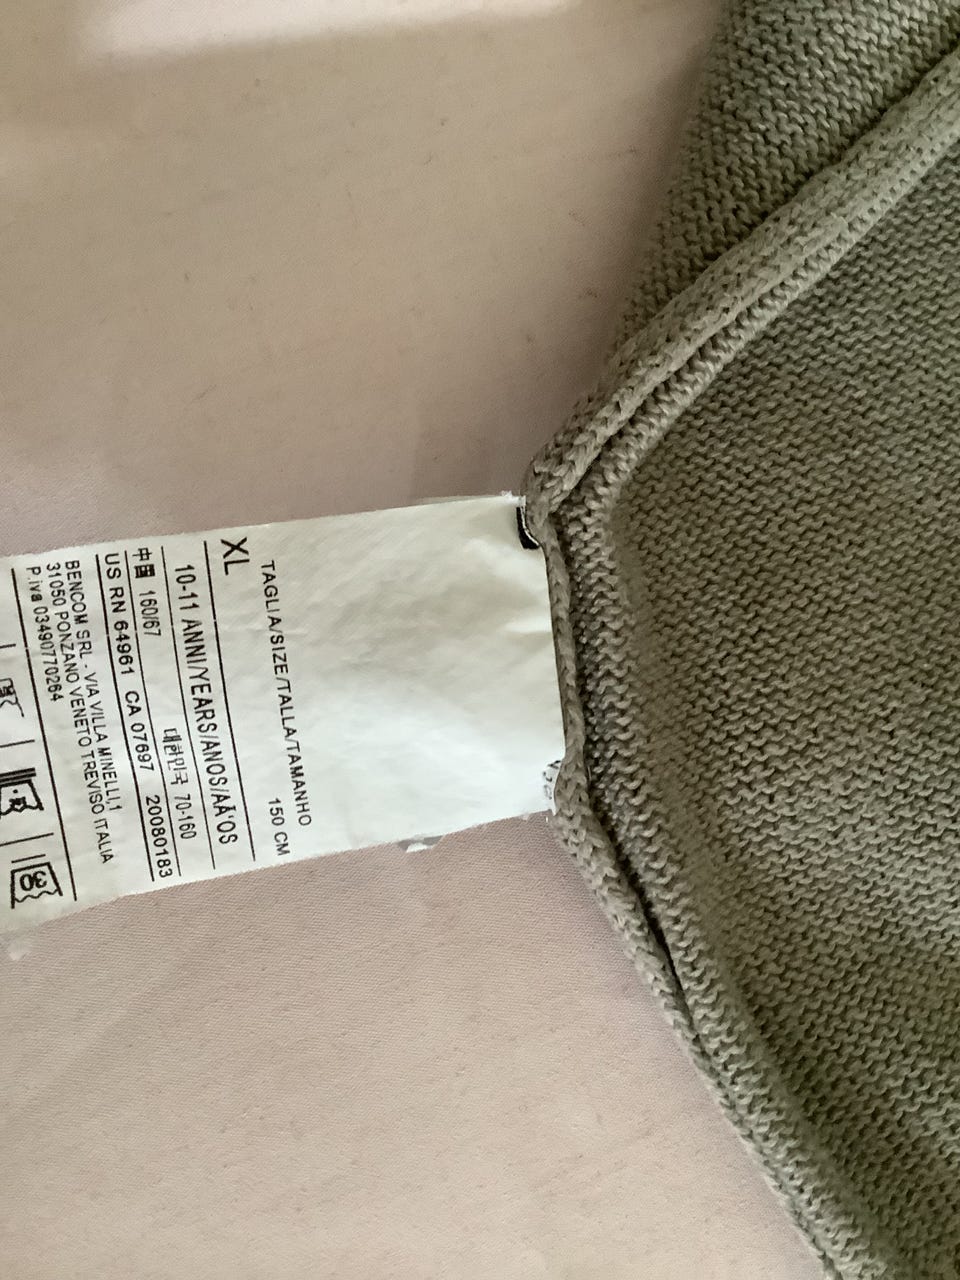 TAGLIA/SIZE/TALLA/TAMANHO
XL 150 CM
10-11 ANNI/YEARS/ANOS/AÃ'OS
中国 160/67 대한민국 70-160
US RN 64961 CA 07697 20080183
BENCOM SRL - VIA VILLA MINELLI,1
31050 PONZANO VENETO TREVISO ITALIA
P.iva 03490770264
30